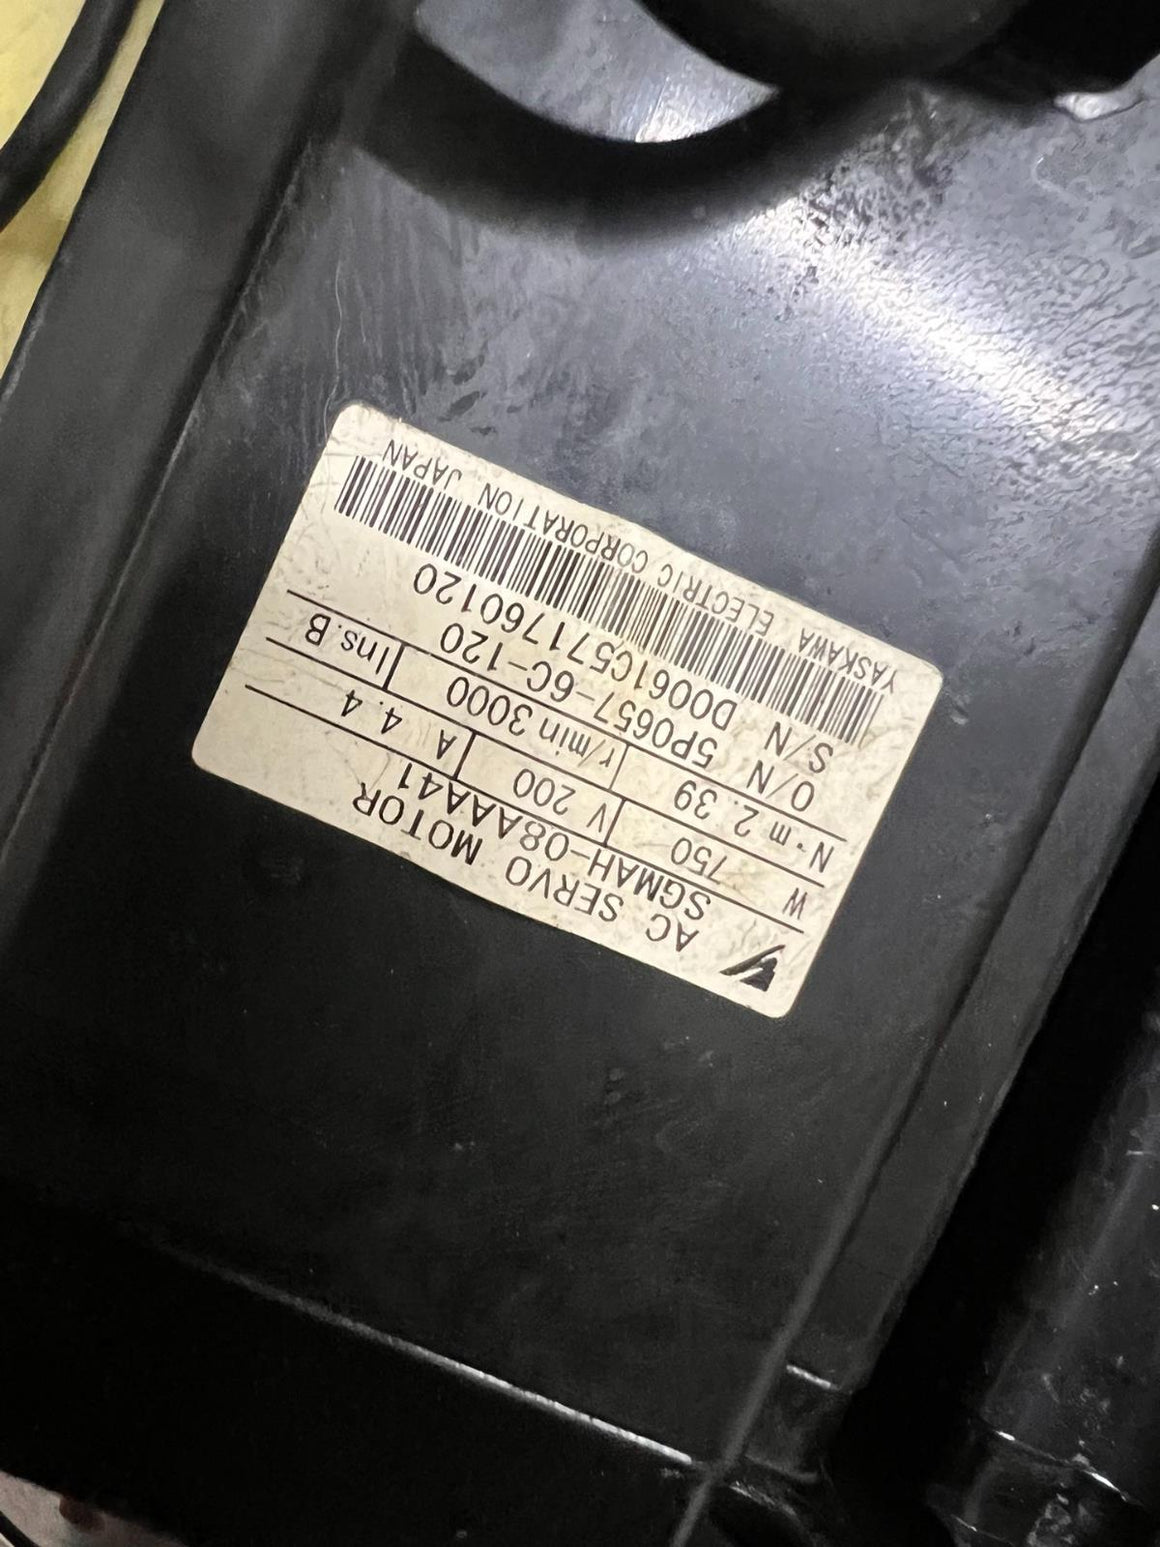 AC SERVO MOTOR
SGMAH-08AAA41
W 750 V 200 A 4.4
N·m 2.39 r/min 3000 Ins.B
O/N 5P0657-6C-120
S/N D0061C571760120
YASKAWA ELECTRIC CORPORATION JAPAN